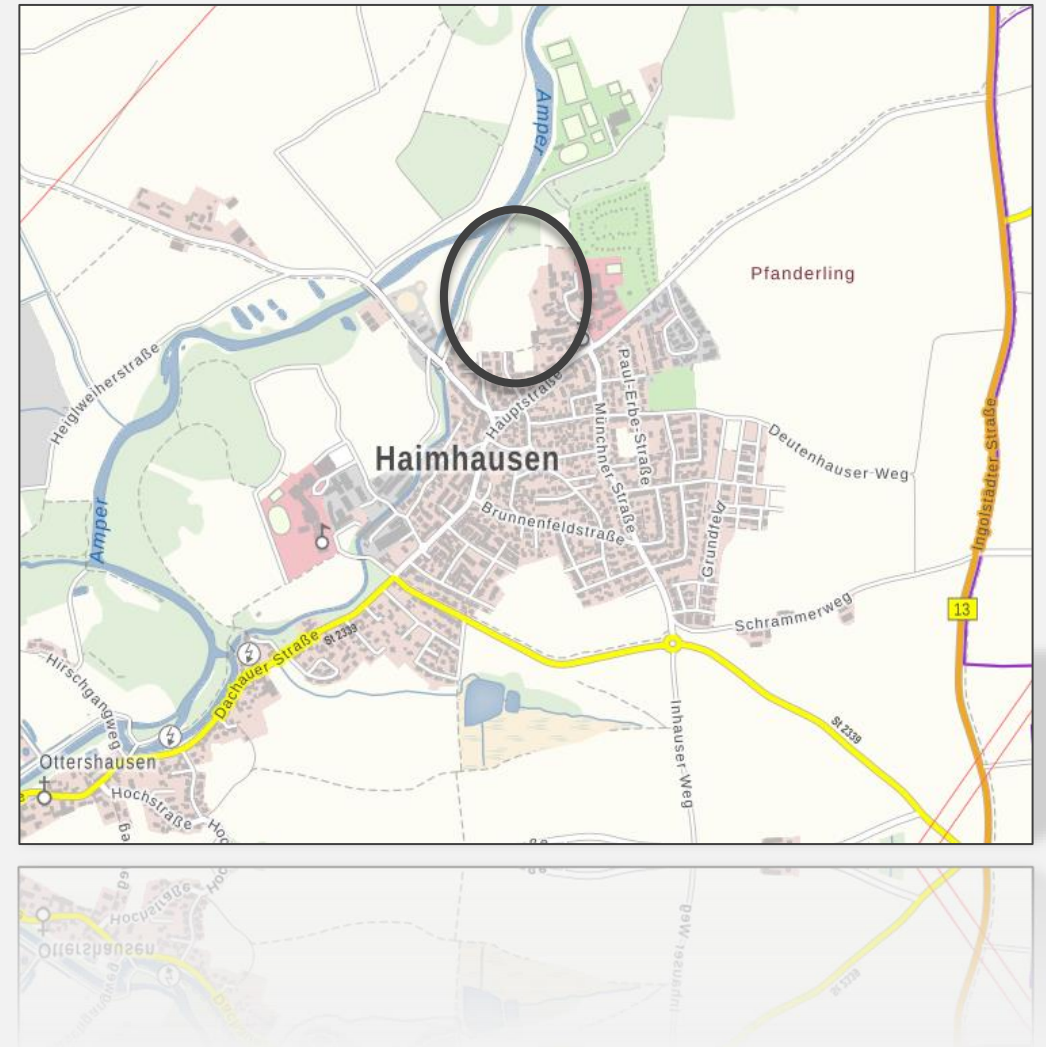 Amper
Pfanderling
Heiglweiherstraße
Paul-Erbe-Straße
Hauptstraße
Münchner Straße
Deutenhauser Weg
Ingolstädter Straße
Haimhausen
Amper
Brunnenfeldstraße
Grundfeld
Schrammerweg
13
St 2339
Dachauer Straße
Hirschgangweg
Inhauser Weg
St 2339
Ottershausen
Hochstraße
Hoc